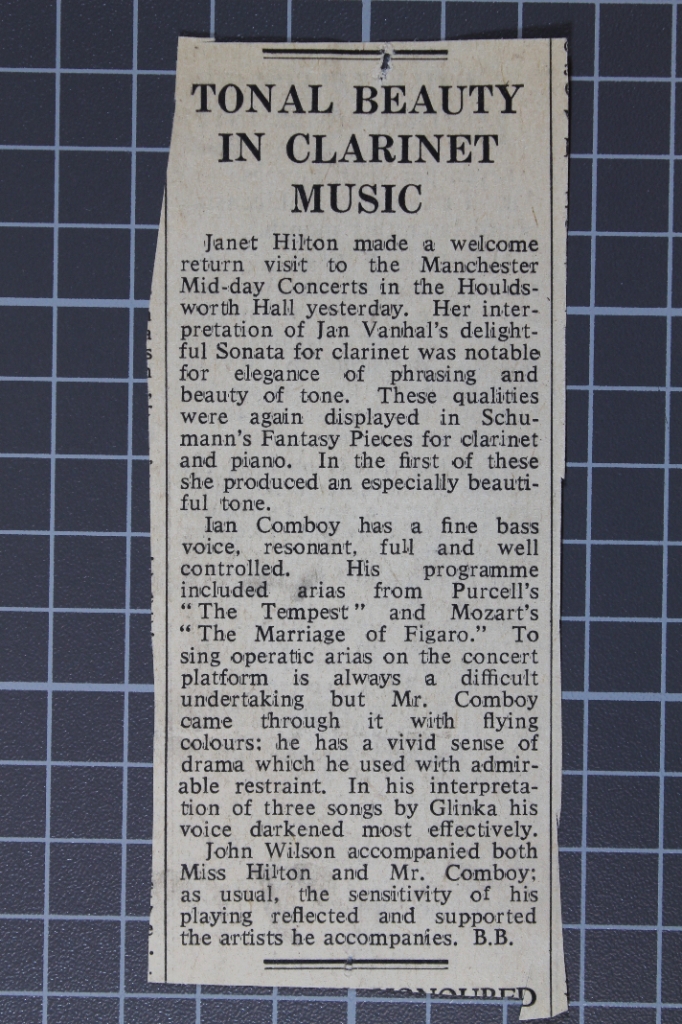 TONAL BEAUTY
IN CLARINET
MUSIC
Janet Hilton made a welcome
return visit to the Manchester
Mid-day Concerts in the Houlds-
worth Hall yesterday. Her inter-
pretation of Jan Vanhal's delight-
ful Sonata for clarinet was notable
for elegance of phrasing and
beauty of tone. These qualities
were again displayed in Schu-
mann's Fantasy Pieces for clarinet
and piano. In the first of these
she produced an especially beauti-
ful tone.
Ian Comboy has a fine bass
voice, resonant, full and well
controlled. His programme
included arias from Purcell's
"The Tempest" and Mozart's
"The Marriage of Figaro." To
sing operatic arias on the concert
platform is always a difficult
undertaking but Mr. Comboy
came through it with flying
colours: he has a vivid sense of
drama which he used with admir-
able restraint. In his interpreta-
tion of three songs by Glinka his
voice darkened most effectively.
John Wilson accompanied both
Miss Hilton and Mr. Comboy;
as usual, the sensitivity of his
playing reflected and supported
the artists he accompanies. B.B.